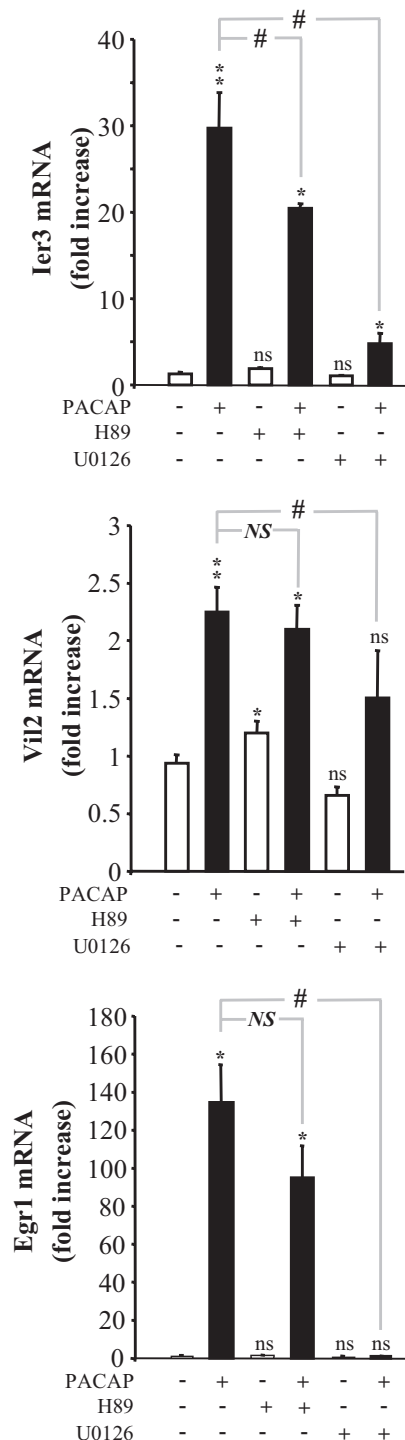 #
#
40
**
30
*
20
10
ns
ns
*
0
Ier3 mRNA
(fold increase)
PACAP - + - + - +
H89 - - + + - -
U0126 - - - - + +
#
NS
3
**
2.5
*
2
ns
1.5
*
1
ns
0.5
0
Vil2 mRNA
(fold increase)
PACAP - + - + - +
H89 - - + + - -
U0126 - - - - + +
#
NS
180
160
*
140
120
*
100
80
60
40
20
ns ns ns
0
Egr1 mRNA
(fold increase)
PACAP - + - + - +
H89 - - + + - -
U0126 - - - - + +